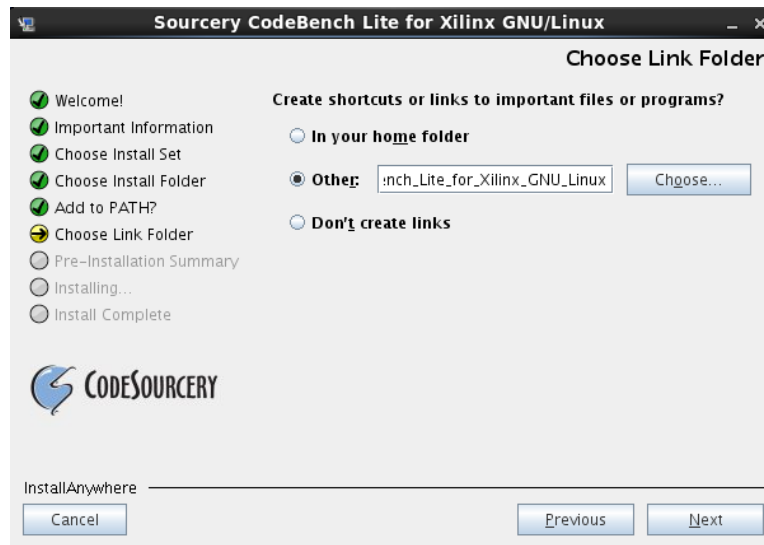 Sourcery CodeBench Lite for Xilinx GNU/Linux
Choose Link Folder
Welcome!
Important Information
Choose Install Set
Choose Install Folder
Add to PATH?
Choose Link Folder
Pre-Installation Summary
Installing...
Install Complete
Create shortcuts or links to important files or programs?
In your home folder
Other: :nch_Lite_for_Xilinx_GNU_Linux Choose...
Don't create links
CODESOURCERY
InstallAnywhere
Cancel Previous Next